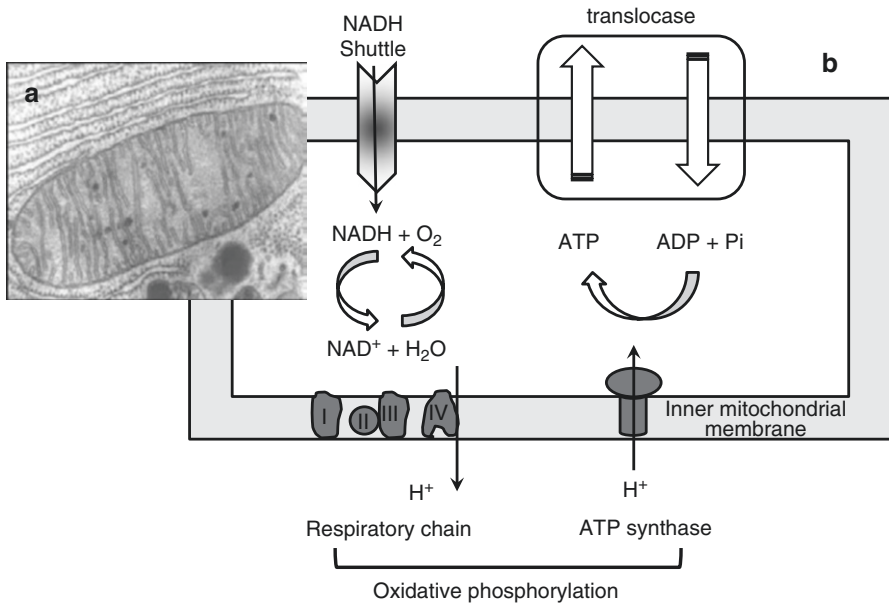 NADH
Shuttle
translocase
a
b
NADH + O₂
ATP
ADP + Pi
NAD⁺ + H₂O
I
II
III
IV
Inner mitochondrial
membrane
H⁺
H⁺
Respiratory chain
ATP synthase
Oxidative phosphorylation